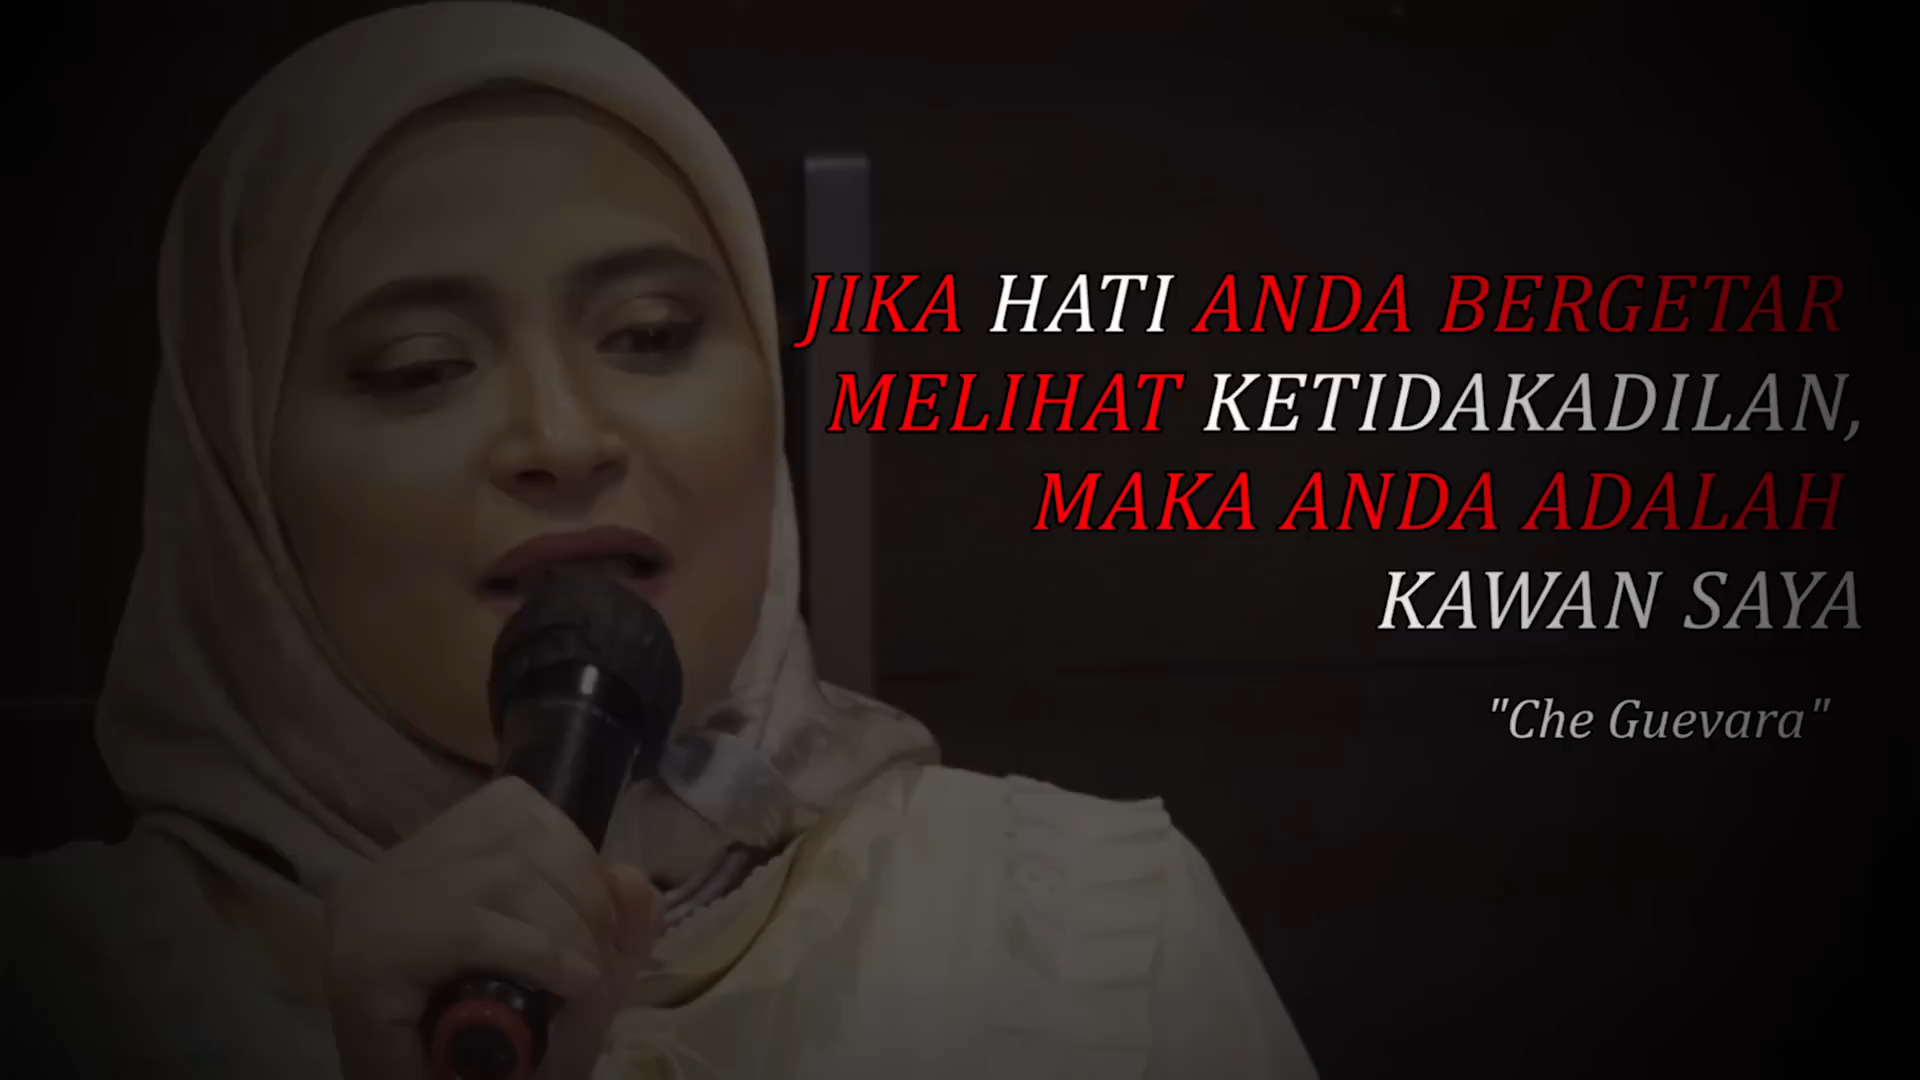 JIKA HATI ANDA BERGETAR
MELIHAT KETIDAKADILAN,
MAKA ANDA ADALAH
KAWAN SAYA
"Che Guevara"